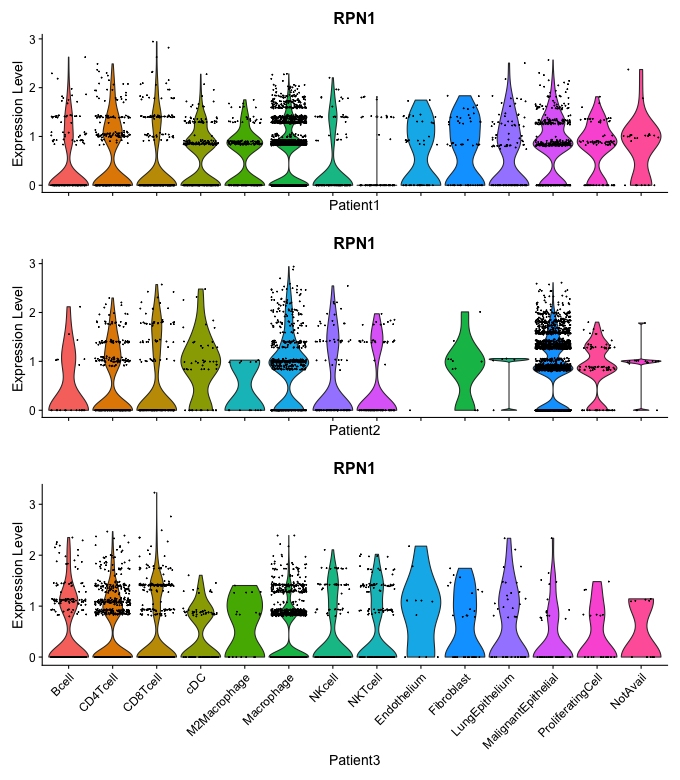 RPN1
Expression Level
3
2
1
0
Patient1
RPN1
Expression Level
3
2
1
0
Patient2
RPN1
Expression Level
3
2
1
0
Bcell
CD4Tcell
CD8Tcell
cDC
M2Macrophage
Macrophage
NKcell
NKTcell
Endothelium
Fibroblast
LungEpithelium
MalignantEpithelial
ProliferatingCell
NotAvail
Patient3